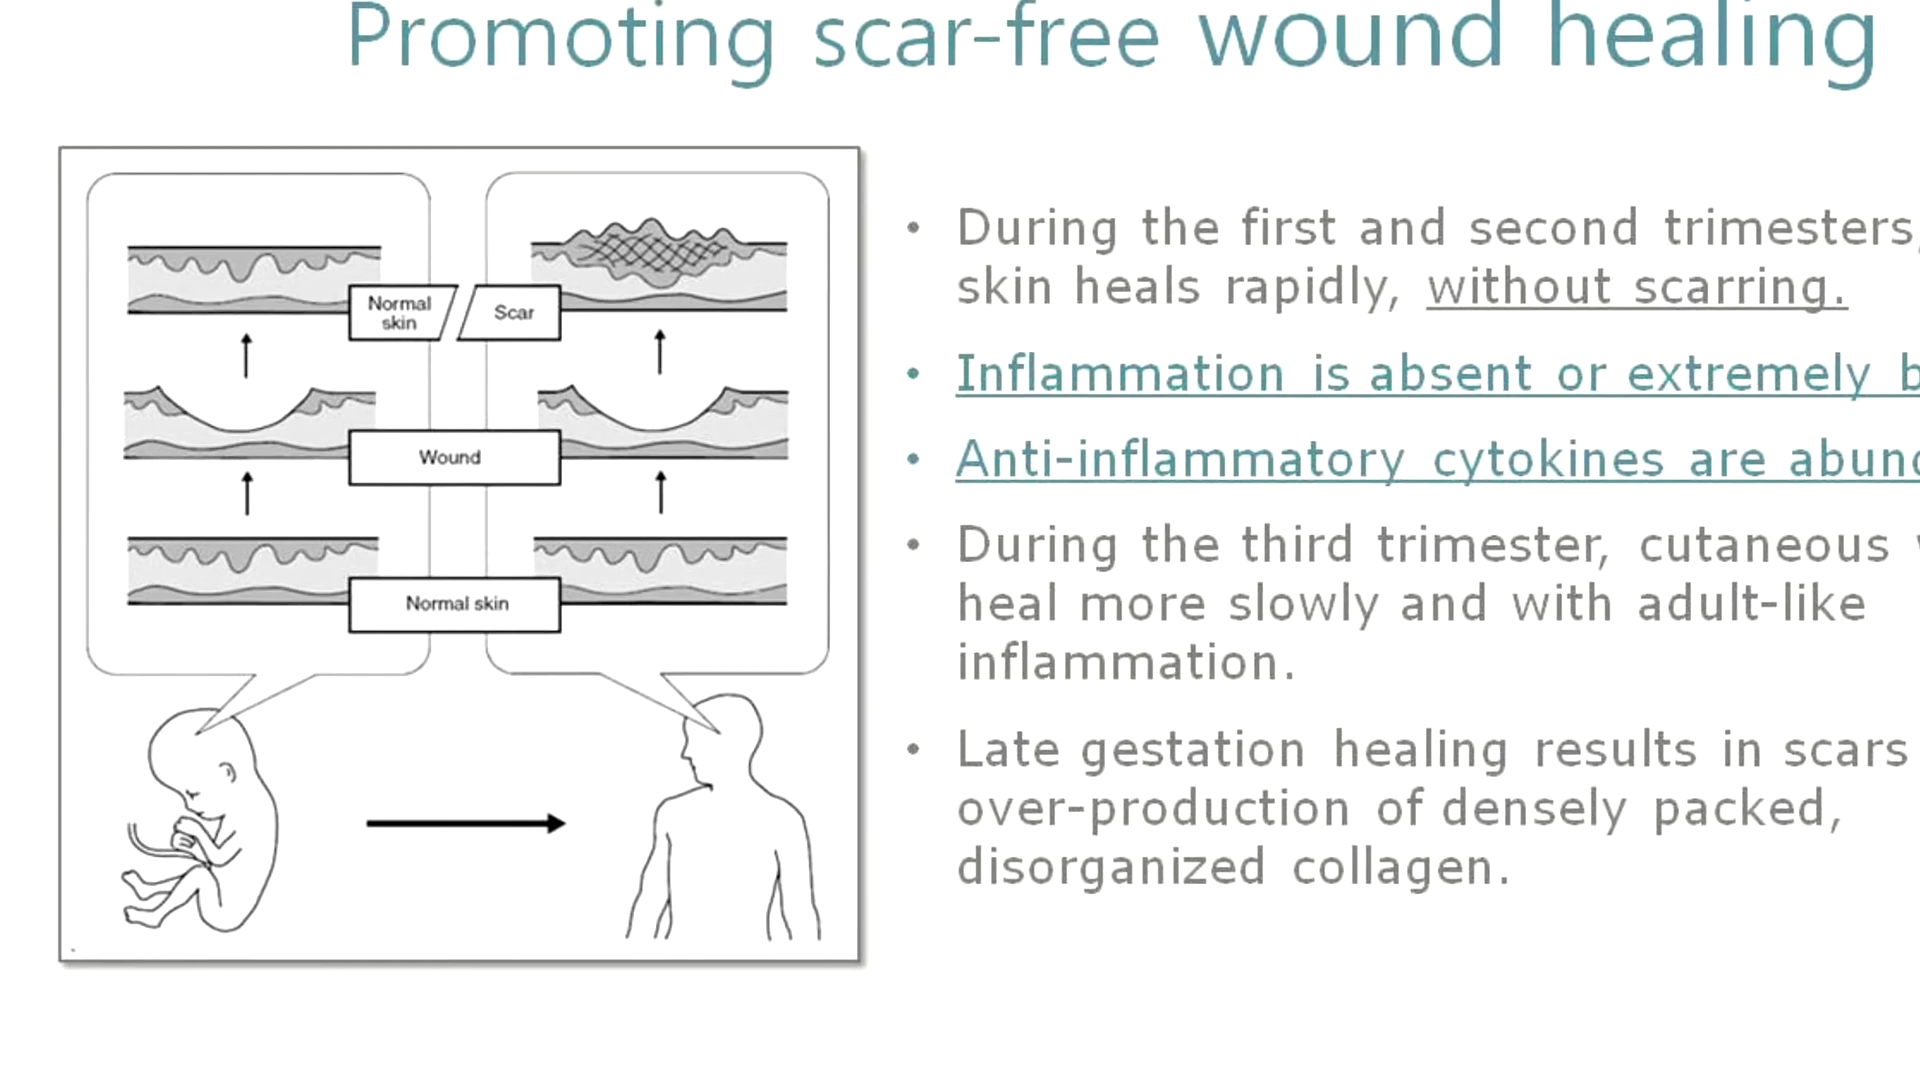 Promoting scar-free wound healing
Normal
skin
Scar
Wound
Normal skin
• During the first and second trimesters,
skin heals rapidly, without scarring.
• Inflammation is absent or extremely
• Anti-inflammatory cytokines are
• During the third trimester, cutaneous
heal more slowly and with adult-like
inflammation.
• Late gestation healing results in scars
over-production of densely packed,
disorganized collagen.